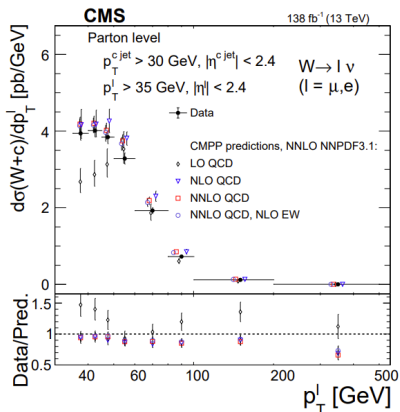 CMS 138 fb⁻¹ (13 TeV)
Parton level
p_T^{c jet} > 30 GeV, |η^{c jet}| < 2.4
p_T^l > 35 GeV, |η^l| < 2.4
W → l ν
(l = μ,e)
Data
CMPP predictions, NNLO NNPDF3.1:
LO QCD
NLO QCD
NNLO QCD
NNLO QCD, NLO EW
dσ(W+c)/dp_T^l [pb/GeV]
6
4
2
0
Data/Pred.
1.5
1
0.5
40 60 100 200 500
p_T^l [GeV]